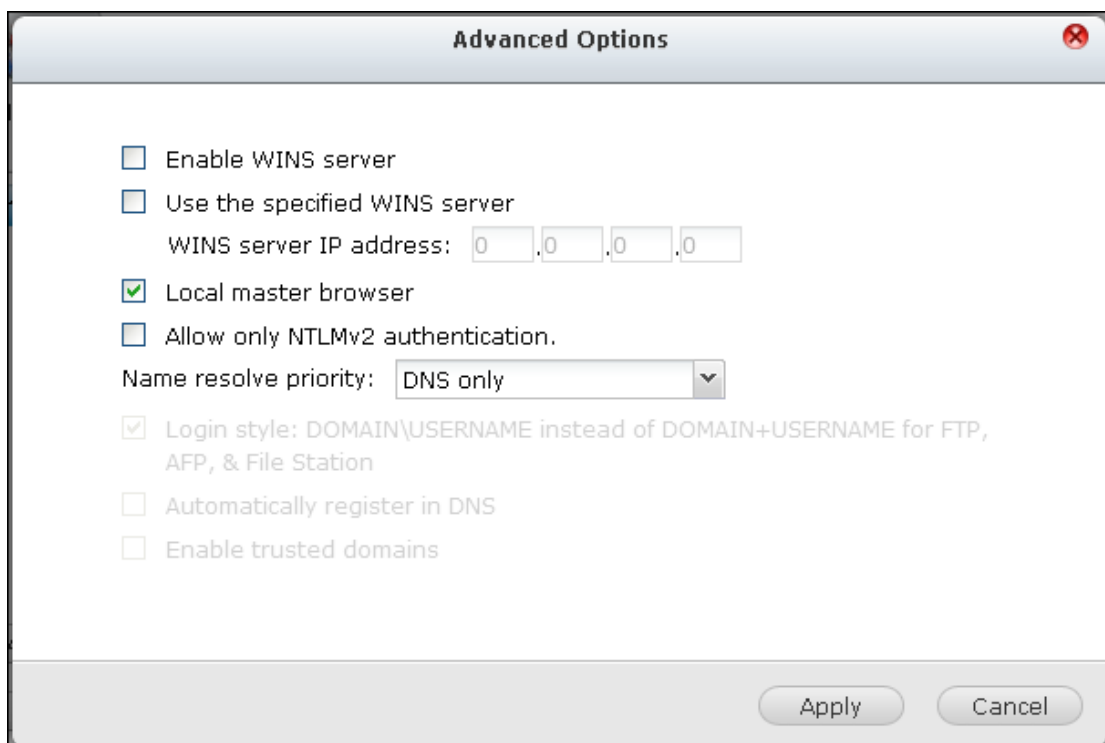 Advanced Options
Enable WINS server
Use the specified WINS server
WINS server IP address: 0 .0 .0 .0
Local master browser
Allow only NTLMv2 authentication.
Name resolve priority: DNS only
Login style: DOMAIN\USERNAME instead of DOMAIN+USERNAME for FTP,
AFP, & File Station
Automatically register in DNS
Enable trusted domains
Apply Cancel